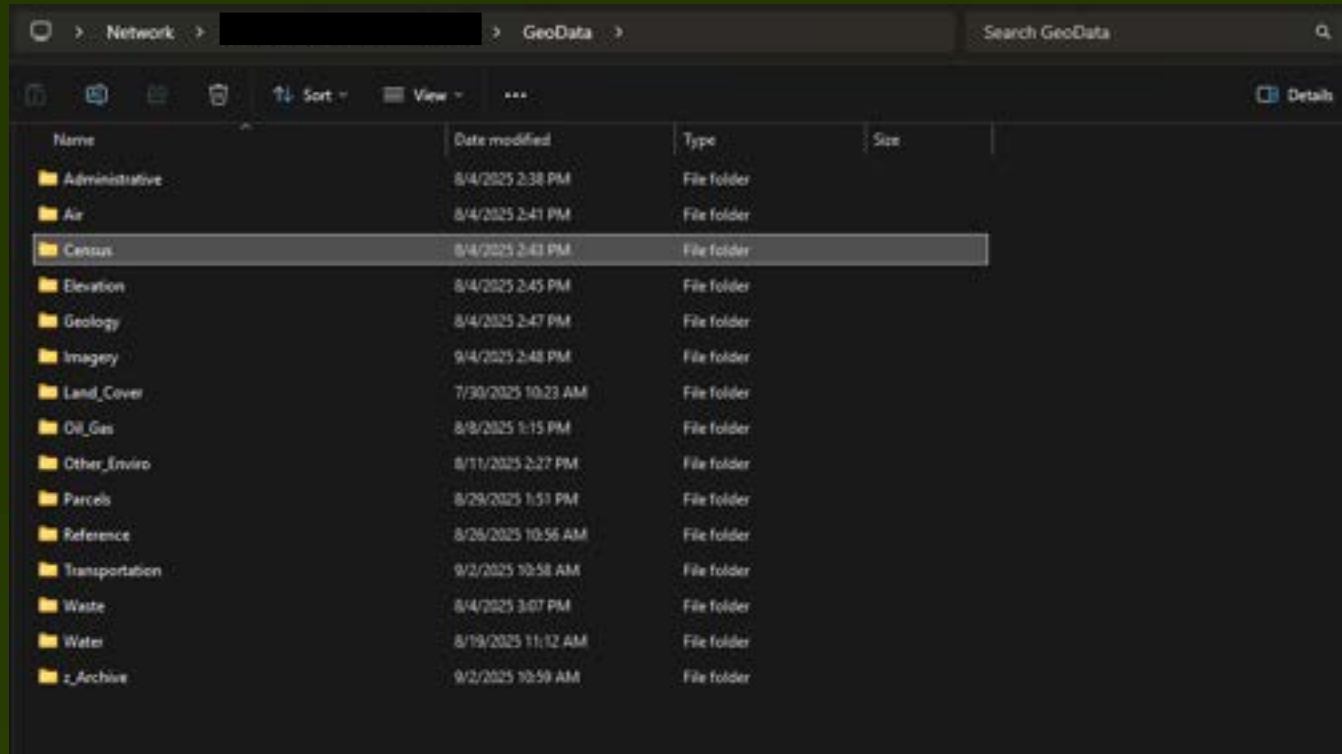 Network > > GeoData > Search GeoData
Sort View ... Details
Name Date modified Type Size
Administrative 8/4/2025 2:38 PM File folder
Air 8/4/2025 2:41 PM File folder
Census 8/4/2025 2:43 PM File folder
Elevation 8/4/2025 2:45 PM File folder
Geology 8/4/2025 2:47 PM File folder
Imagery 9/4/2025 2:48 PM File folder
Land_Cover 7/30/2025 10:23 AM File folder
Oil_Gas 8/8/2025 1:15 PM File folder
Other_Enviro 8/11/2025 2:27 PM File folder
Parcels 8/29/2025 1:51 PM File folder
Reference 8/26/2025 10:56 AM File folder
Transportation 9/2/2025 10:58 AM File folder
Waste 8/4/2025 3:07 PM File folder
Water 8/19/2025 11:12 AM File folder
z_Archive 9/2/2025 10:59 AM File folder